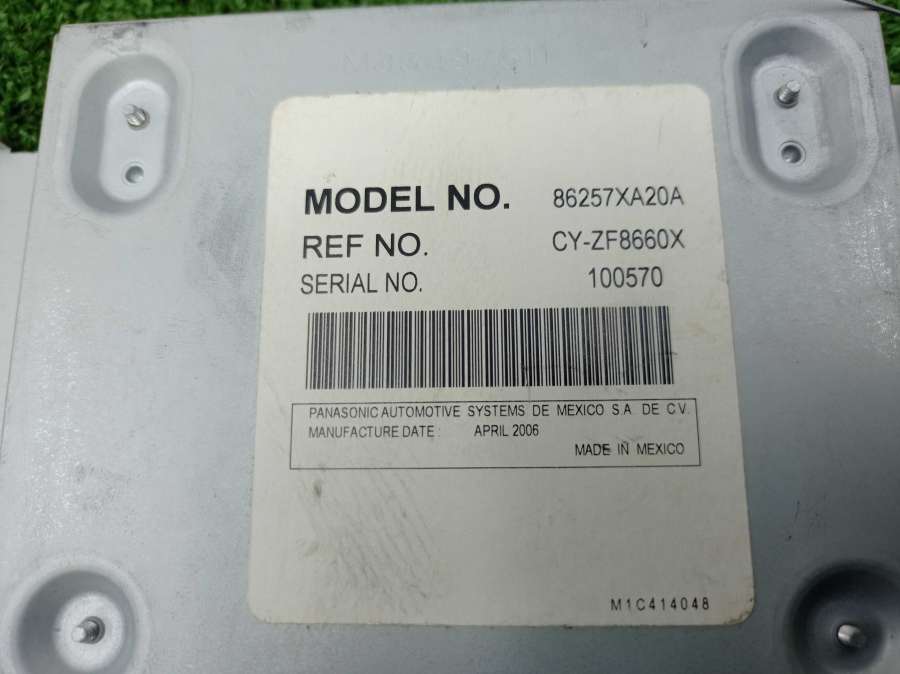 MODEL NO. 86257XA20A
REF NO. CY-ZF8660X
SERIAL NO. 100570
PANASONIC AUTOMOTIVE SYSTEMS DE MEXICO S.A. DE C.V.
MANUFACTURE DATE : APRIL 2006
MADE IN MEXICO
M1C414048